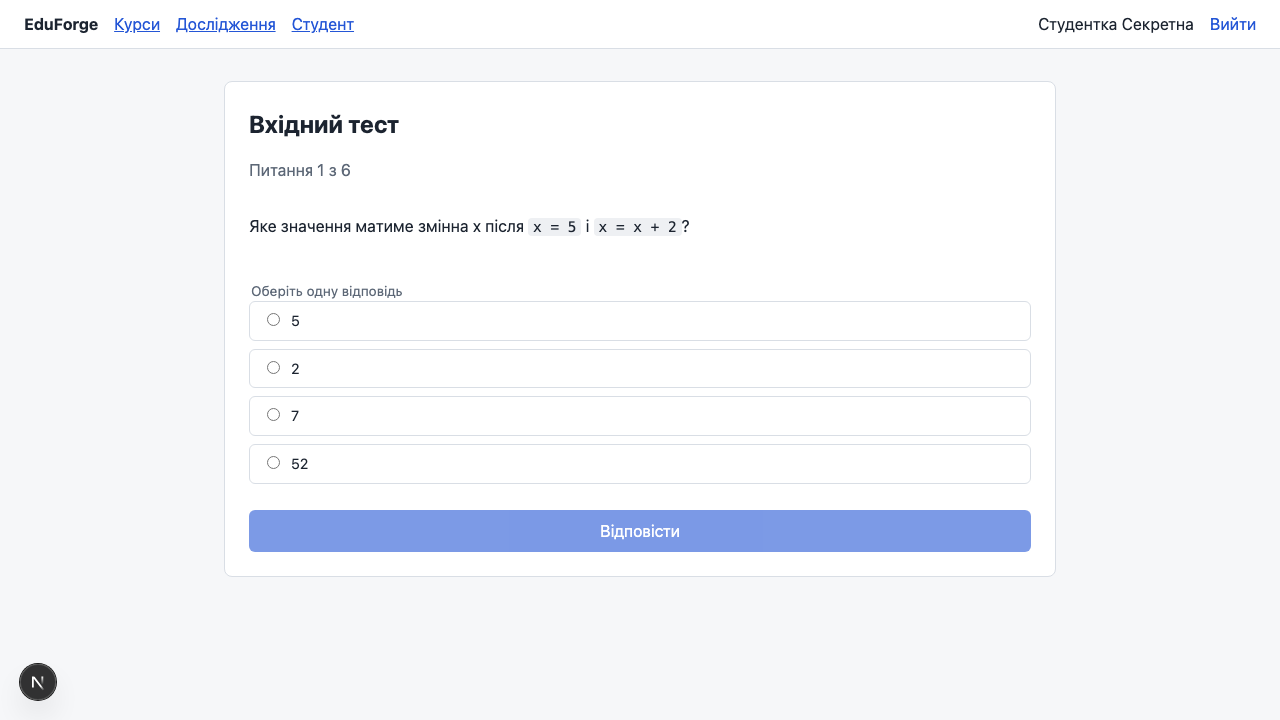 EduForge Курси Дослідження Студент Студентка Секретна Вийти
Вхідний тест
Питання 1 з 6
Яке значення матиме змінна x після x = 5 і x = x + 2?
Оберіть одну відповідь
5
2
7
52
Відповісти
N